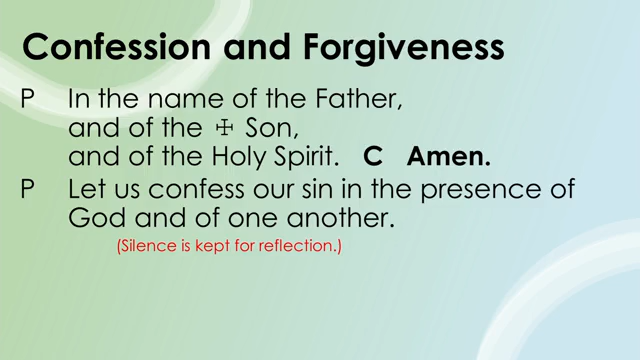 Confession and Forgiveness
P In the name of the Father,
and of the ☩ Son,
and of the Holy Spirit. C Amen.
P Let us confess our sin in the presence of
God and of one another.
(Silence is kept for reflection.)